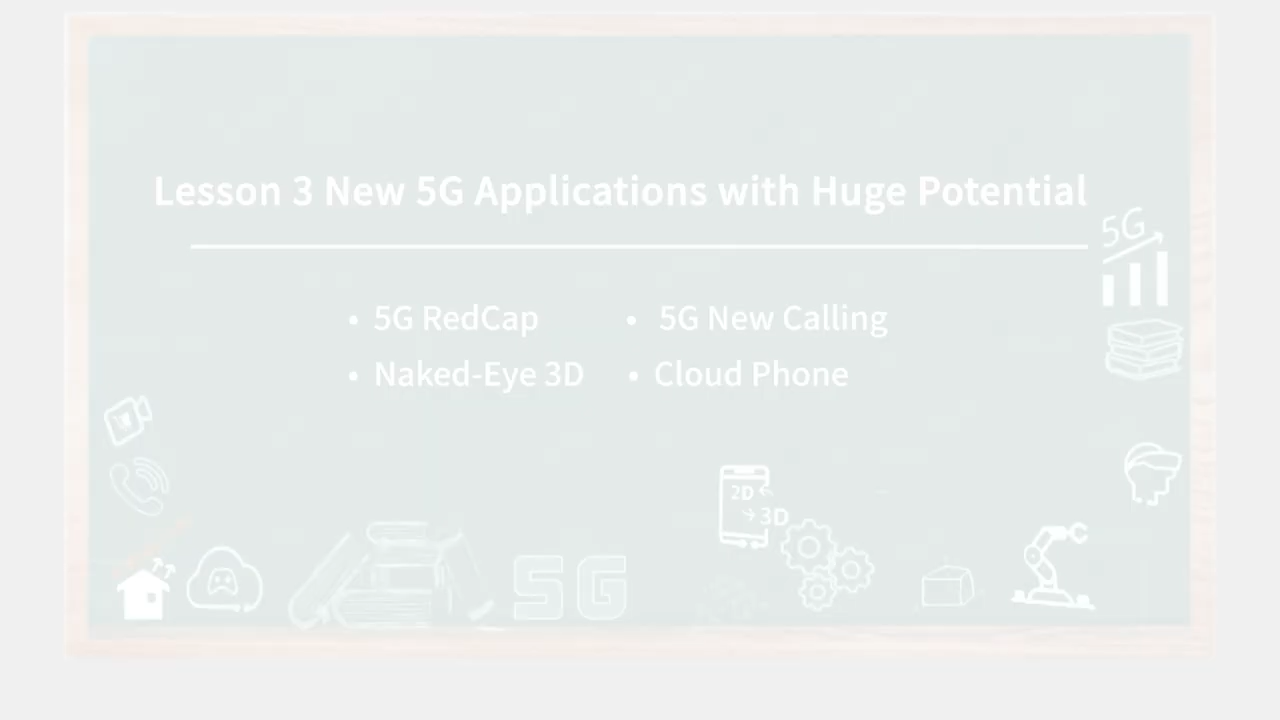 Lesson 3 New 5G Applications with Huge Potential
5G
• 5G RedCap • 5G New Calling
• Naked-Eye 3D • Cloud Phone
2D
3D
5G